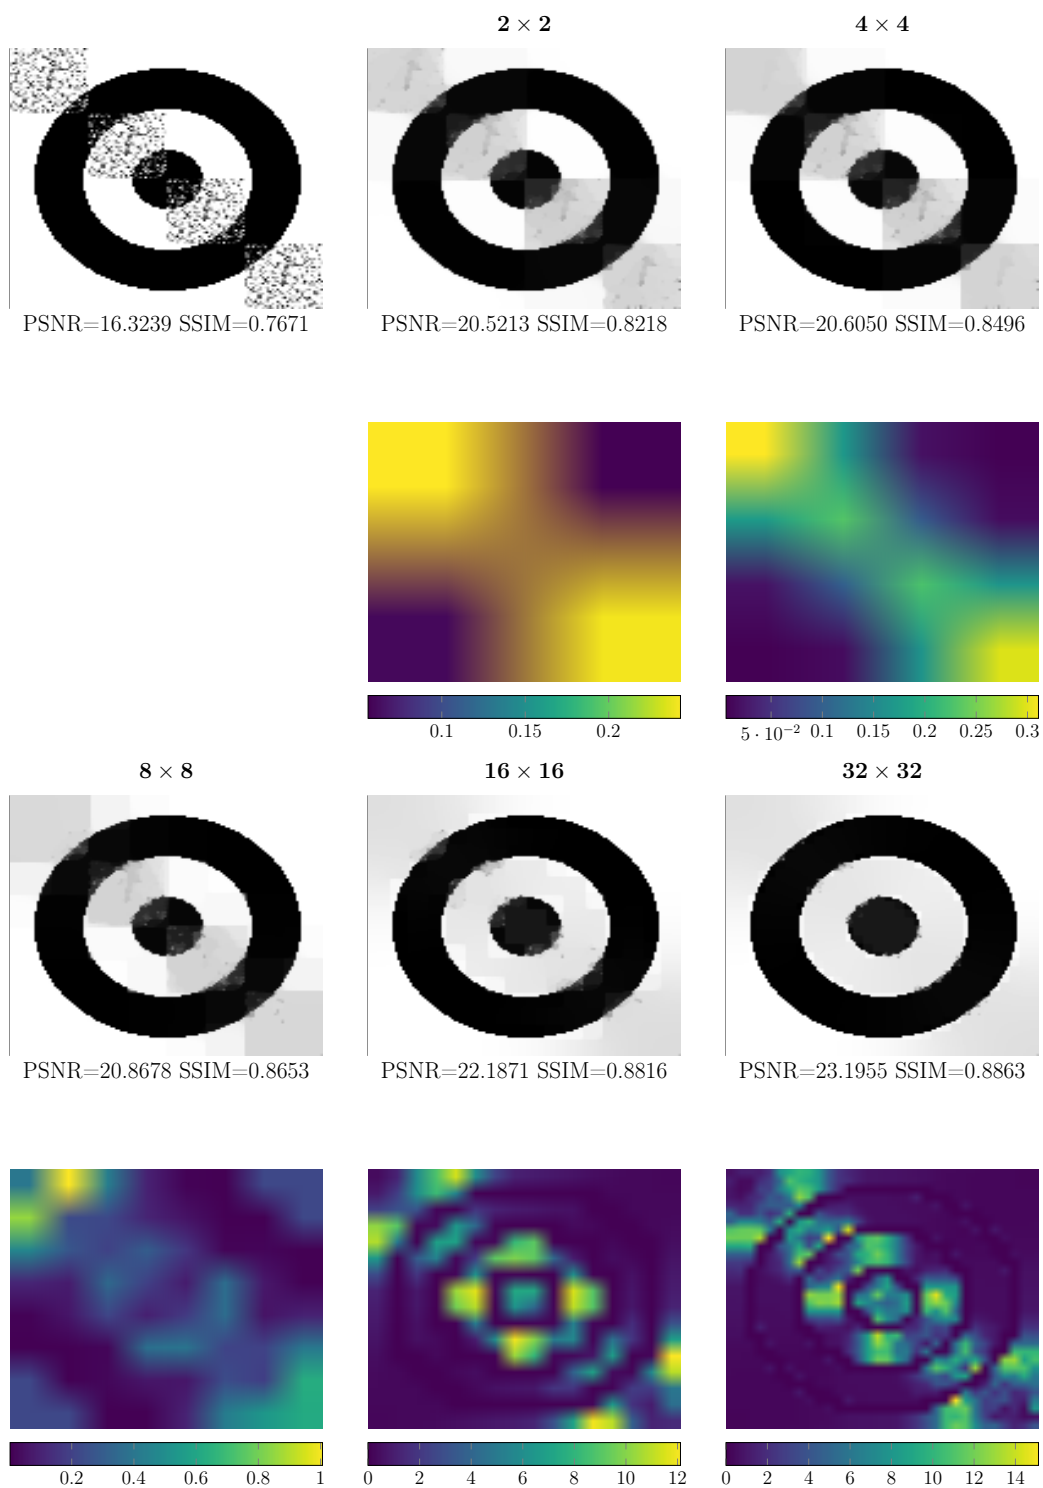 2 × 2
4 × 4
PSNR=16.3239 SSIM=0.7671
PSNR=20.5213 SSIM=0.8218
PSNR=20.6050 SSIM=0.8496
0.1 0.15 0.2
5 · 10⁻² 0.1 0.15 0.2 0.25 0.3
8 × 8
16 × 16
32 × 32
PSNR=20.8678 SSIM=0.8653
PSNR=22.1871 SSIM=0.8816
PSNR=23.1955 SSIM=0.8863
0.2 0.4 0.6 0.8 1
0 2 4 6 8 10 12
0 2 4 6 8 10 12 14